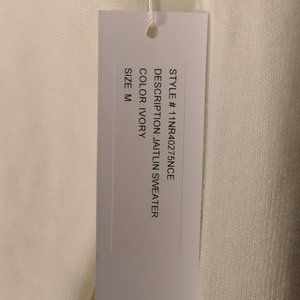 STYLE # 11NR40275NCE
DESCRIPTION JAITLIN SWEATER
COLOR: IVORY
SIZE: M